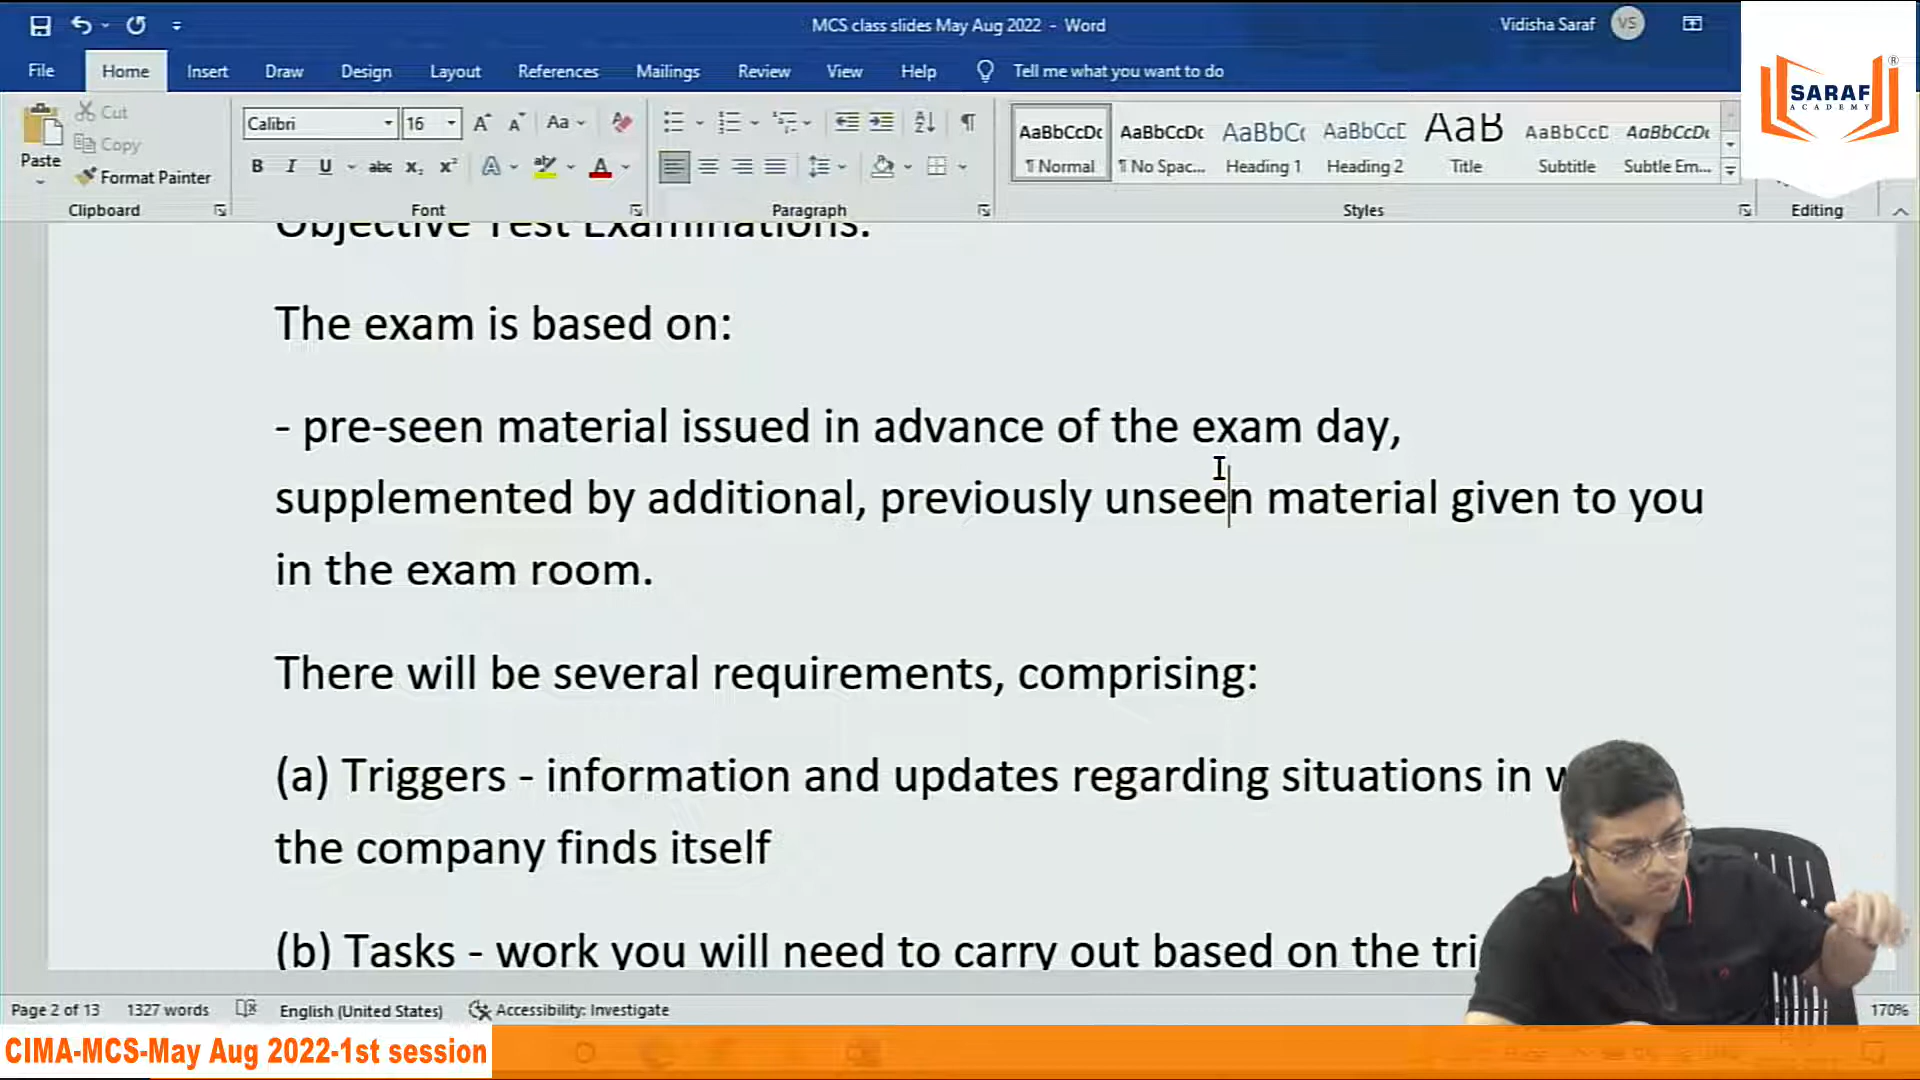 MCS class slides May Aug 2022 - Word
Vidisha Saraf
VS
File
Home
Insert
Draw
Design
Layout
References
Mailings
Review
View
Help
Tell me what you want to do
SARAF
ACADEMY
Cut
Copy
Paste
Format Painter
Clipboard
Calibri
16
Font
Paragraph
AaBbCcDc
AaBbCcDc
AaBbCc
AaBbCcD
AaB
AaBbCcD
AaBbCcDc
¶ Normal
¶ No Spac...
Heading 1
Heading 2
Title
Subtitle
Subtle Em...
Styles
Editing
Objective Test Examinations.
The exam is based on:
- pre-seen material issued in advance of the exam day,
supplemented by additional, previously unseen material given to you
in the exam room.
There will be several requirements, comprising:
(a) Triggers - information and updates regarding situations in
the company finds itself
(b) Tasks - work you will need to carry out based on the
Page 2 of 13
1327 words
English (United States)
Accessibility: Investigate
170%
CIMA-MCS-May Aug 2022-1st session